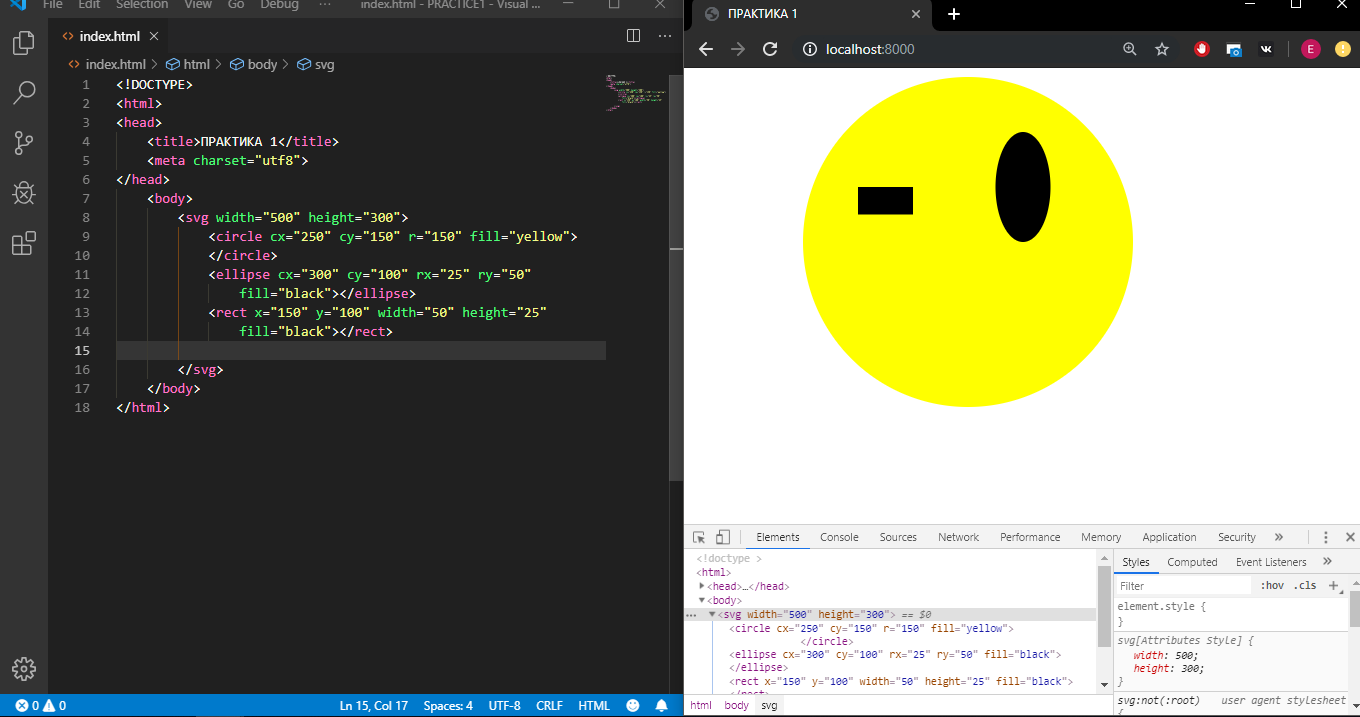 File Edit Selection View Go Debug ··· index.html - PRACTICE1 - Visual ...
index.html
index.html > html > body > svg
1 <!DOCTYPE>
2 <html>
3 <head>
4 <title>ПРАКТИКА 1</title>
5 <meta charset="utf8">
6 </head>
7 <body>
8 <svg width="500" height="300">
9 <circle cx="250" cy="150" r="150" fill="yellow">
10 </circle>
11 <ellipse cx="300" cy="100" rx="25" ry="50"
12 fill="black"></ellipse>
13 <rect x="150" y="100" width="50" height="25"
14 fill="black"></rect>
15
16 </svg>
17 </body>
18 </html>
0 0 Ln 15, Col 17 Spaces: 4 UTF-8 CRLF HTML
ПРАКТИКА 1
localhost:8000 E
Elements Console Sources Network Performance Memory Application Security »
<!doctype >
<html>
<head>…</head>
<body>
··· <svg width="500" height="300"> == $0
<circle cx="250" cy="150" r="150" fill="yellow">
</circle>
<ellipse cx="300" cy="100" rx="25" ry="50" fill="black">
</ellipse>
<rect x="150" y="100" width="50" height="25" fill="black">
</rect>
html body svg
Styles Computed Event Listeners »
Filter :hov .cls +
element.style {
}
svg[Attributes Style] {
width: 500;
height: 300;
}
svg:not(:root) user agent stylesheet
{